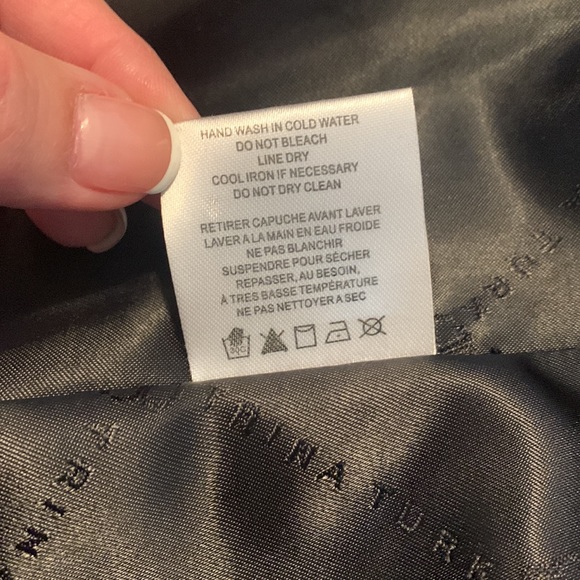 HAND WASH IN COLD WATER
DO NOT BLEACH
LINE DRY
COOL IRON IF NECESSARY
DO NOT DRY CLEAN
RETIRER CAPUCHE AVANT LAVER
LAVER A LA MAIN EN EAU FROIDE
NE PAS BLANCHIR
SUSPENDRE POUR SÉCHER
REPASSER, AU BESOIN,
À TRES BASSE TEMPÉRATURE
NE PAS NETTOYER A SEC
30C
TRINA TURK